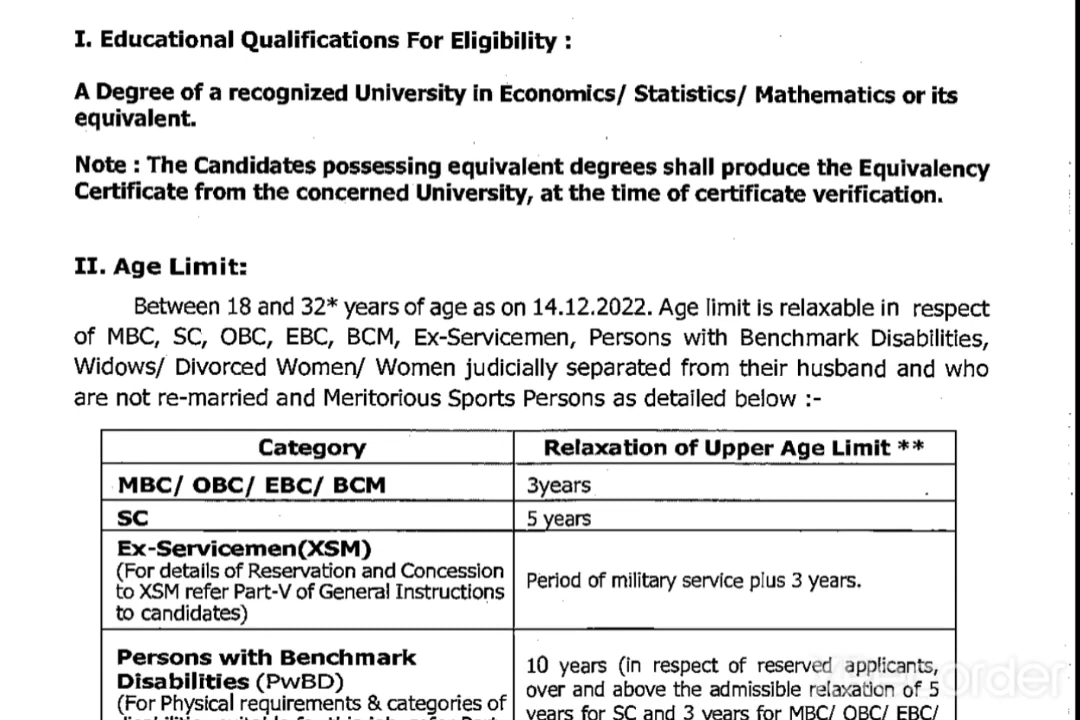 I. Educational Qualifications For Eligibility :
A Degree of a recognized University in Economics/ Statistics/ Mathematics or its
equivalent.
Note : The Candidates possessing equivalent degrees shall produce the Equivalency
Certificate from the concerned University, at the time of certificate verification.
II. Age Limit:
Between 18 and 32* years of age as on 14.12.2022. Age limit is relaxable in respect
of MBC, SC, OBC, EBC, BCM, Ex-Servicemen, Persons with Benchmark Disabilities,
Widows/ Divorced Women/ Women judicially separated from their husband and who
are not re-married and Meritorious Sports Persons as detailed below :-
Category Relaxation of Upper Age Limit **
MBC/ OBC/ EBC/ BCM 3years
SC 5 years
Ex-Servicemen(XSM)
(For details of Reservation and Concession
to XSM refer Part-V of General Instructions
to candidates)
Period of military service plus 3 years.
Persons with Benchmark
Disabilities (PwBD)
(For Physical requirements & categories of
10 years (in respect of reserved applicants,
over and above the admissible relaxation of 5
years for SC and 3 years for MBC/ OBC/ EBC/